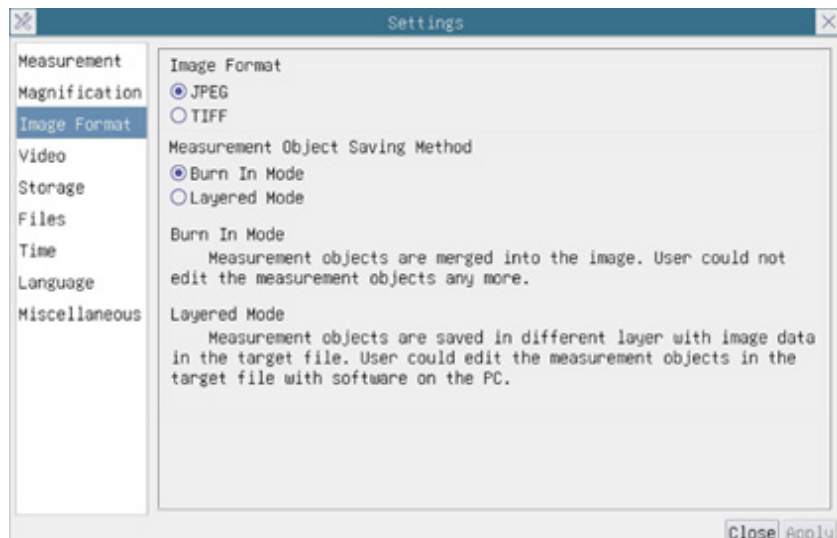 Settings
Measurement
Magnification
Image Format
Video
Storage
Files
Time
Language
Miscellaneous
Image Format
JPEG
TIFF
Measurement Object Saving Method
Burn In Mode
Layered Mode
Burn In Mode
Measurement objects are merged into the image. User could not
edit the measurement objects any more.
Layered Mode
Measurement objects are saved in different layer with image data
in the target file. User could edit the measurement objects in the
target file with software on the PC.
Close Apply